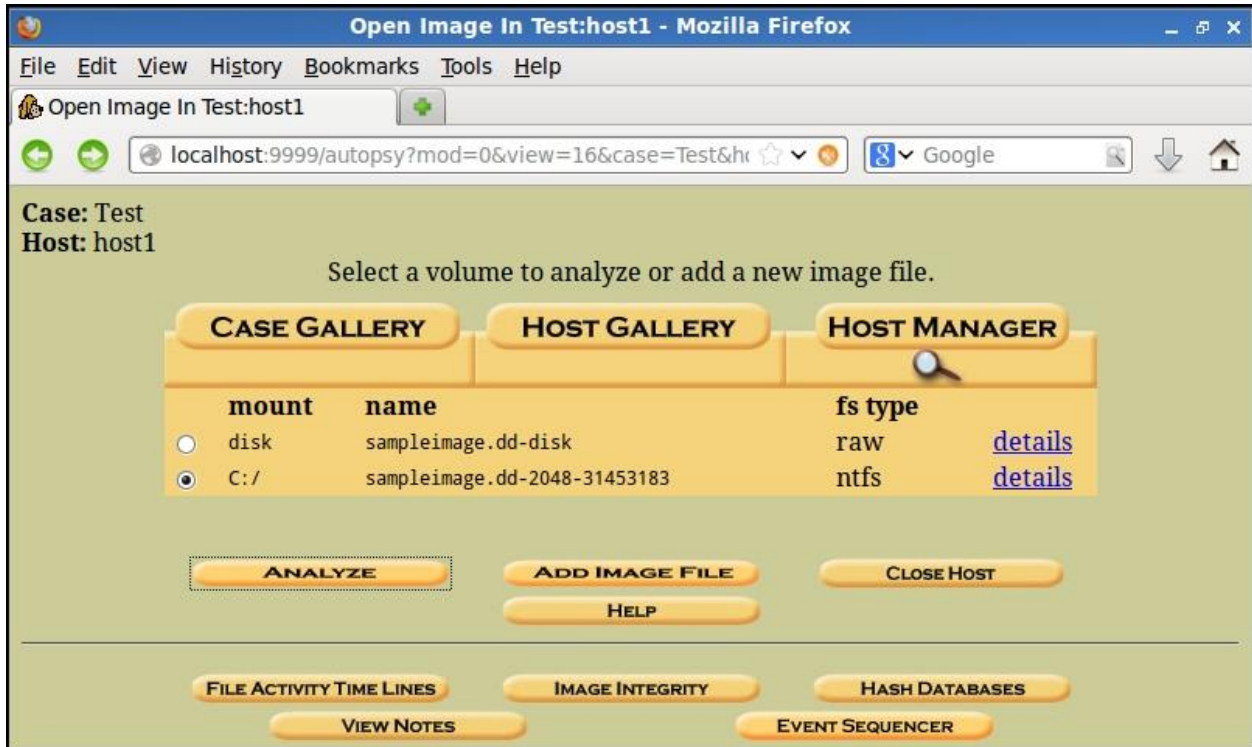 Open Image In Test:host1 - Mozilla Firefox
File Edit View History Bookmarks Tools Help
Open Image In Test:host1
localhost:9999/autopsy?mod=0&view=16&case=Test&hc
8 Google
Case: Test
Host: host1
Select a volume to analyze or add a new image file.
CASE GALLERY HOST GALLERY HOST MANAGER
mount name fs type
disk sampleimage.dd-disk raw details
C:/ sampleimage.dd-2048-31453183 ntfs details
ANALYZE ADD IMAGE FILE CLOSE HOST
HELP
FILE ACTIVITY TIME LINES IMAGE INTEGRITY HASH DATABASES
VIEW NOTES EVENT SEQUENCER